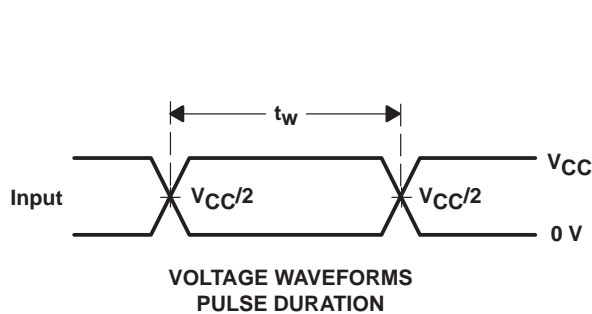 tw
VCC
Input
VCC/2
VCC/2
0 V
VOLTAGE WAVEFORMS
PULSE DURATION